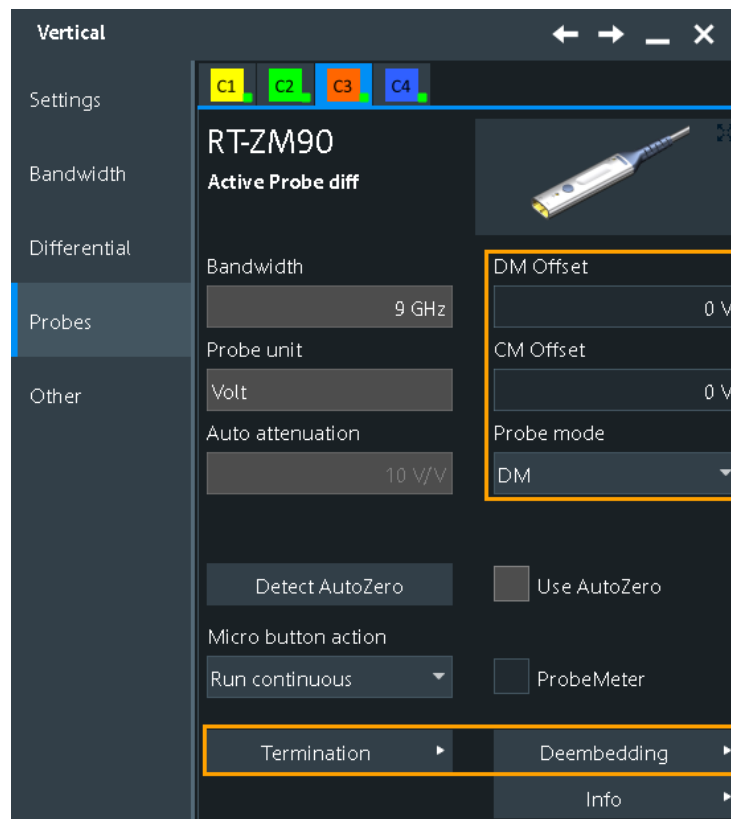 Vertical
Settings
Bandwidth
Differential
Probes
Other
C1 C2 C3 C4
RT-ZM90
Active Probe diff
Bandwidth
9 GHz
Probe unit
Volt
Auto attenuation
10 V/V
DM Offset
0 V
CM Offset
0 V
Probe mode
DM
Detect AutoZero
Use AutoZero
Micro button action
Run continuous
ProbeMeter
Termination
Deembedding
Info